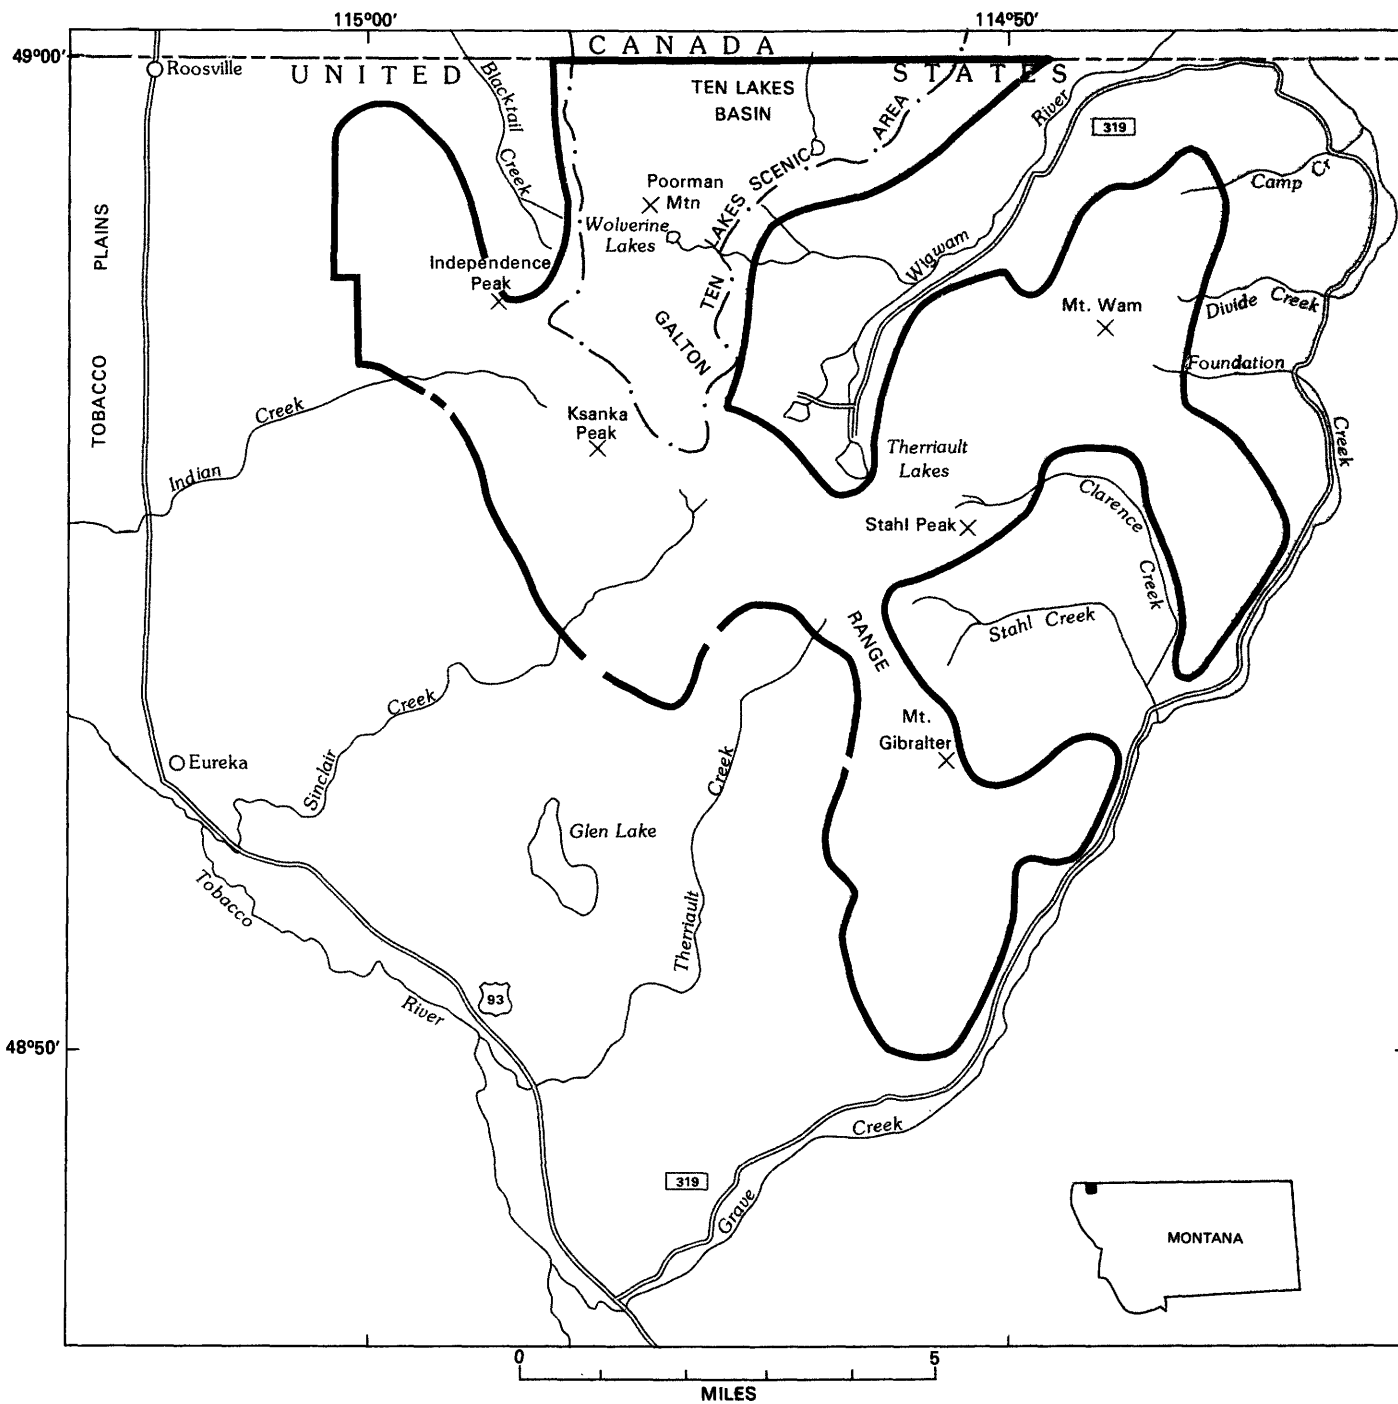 115°00'
114°50'
49°00'
CANADA
UNITED STATES
Roosville
Blacktail
Creek
TEN LAKES
BASIN
TEN LAKES SCENIC AREA
River
319
Camp Cr
Poorman
Mtn
Wolverine
Lakes
Wigwam
TOBACCO PLAINS
Independence
Peak
Mt. Wam
Divide Creek
GALTON
Foundation
Creek
Indian
Creek
Ksanka
Peak
Therriault
Lakes
Clarence
Creek
Stahl Peak
Stahl Creek
RANGE
Sinclair
Creek
Mt.
Gibralter
Eureka
Creek
Therriault
Glen Lake
Tobacco
River
93
48°50'
Creek
Grave
319
MONTANA
0 5
MILES